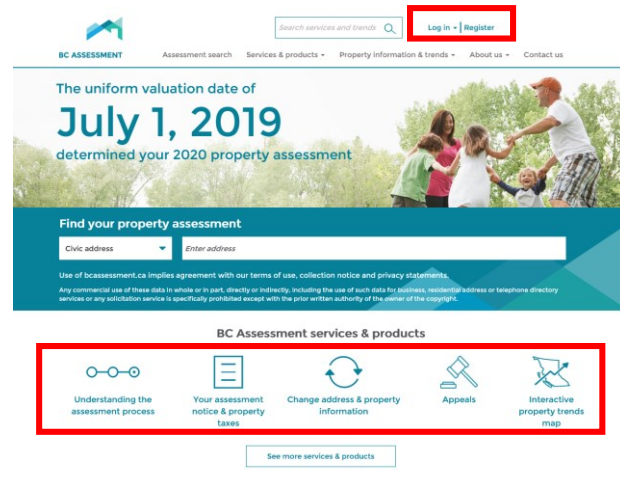 Search services and trends
Log in
Register
BC ASSESSMENT
Assessment search
Services & products
Property information & trends
About us
Contact us
The uniform valuation date of
July 1, 2019
determined your 2020 property assessment
Find your property assessment
Civic address
Enter address
Use of bcassessment.ca implies agreement with our terms of use, collection notice and privacy statements.
Any commercial use of these data in whole or in part, directly or indirectly, including the use of such data for business, residential address or telephone directory
services or any solicitation service is specifically prohibited except with the prior written authority of the owner of the copyright.
BC Assessment services & products
Understanding the
assessment process
Your assessment
notice & property
taxes
Change address & property
information
Appeals
Interactive
property trends
map
See more services & products